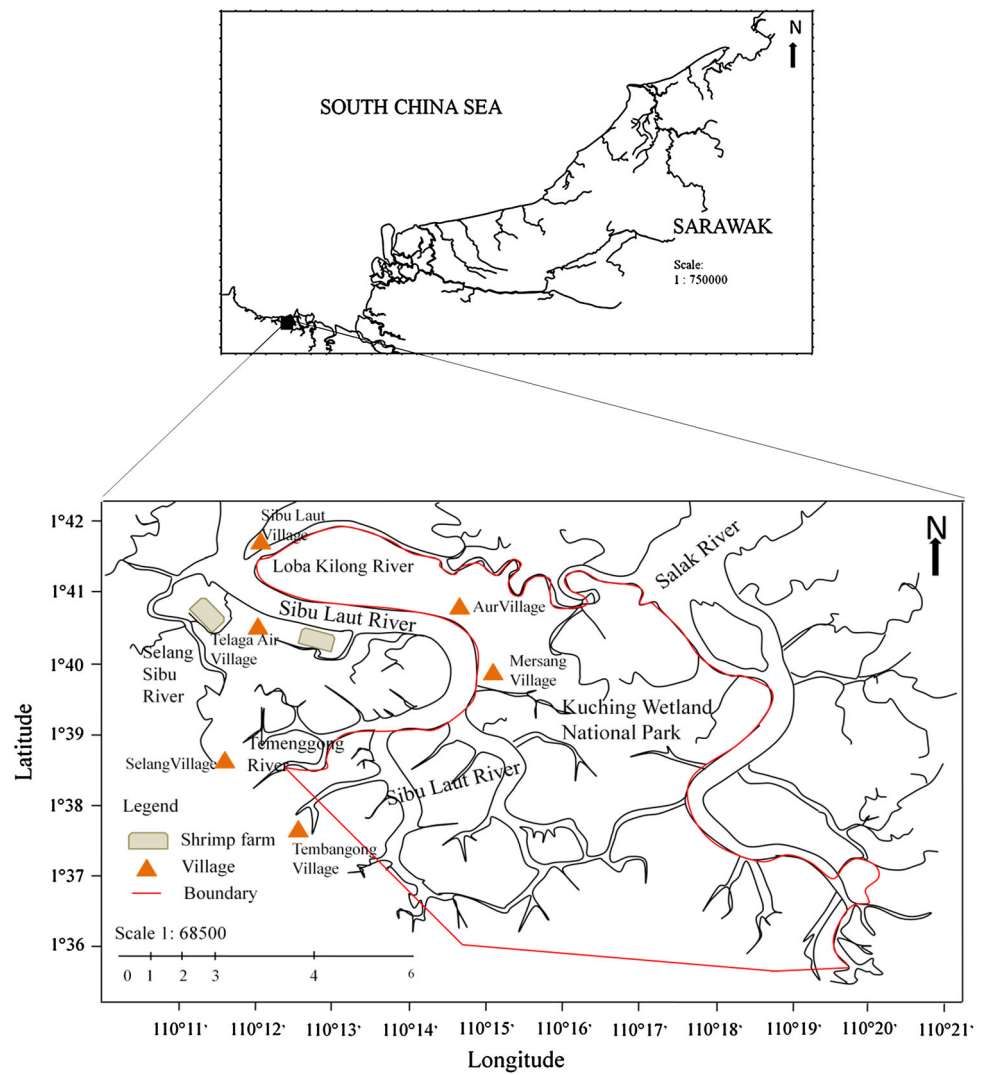 N
SOUTH CHINA SEA
SARAWAK
Scale:
1 : 750000
1°42
1°41
1°40
1°39
1°38
1°37
1°36
Latitude
Sibu Laut
Village
Loba Kilong River
Salak River
N
Sibu Laut River
AurVillage
Telaga Air
Village
Selang
Sibu
River
Mersang
Village
Kuching Wetland
National Park
Temenggong
River
SelangVillage
Sibu Laut River
Tembangong
Village
Legend
Shrimp farm
Village
Boundary
Scale 1: 68500
0 1 2 3 4 6
110°11' 110°12' 110°13' 110°14' 110°15' 110°16' 110°17' 110°18' 110°19' 110°20' 110°21'
Longitude